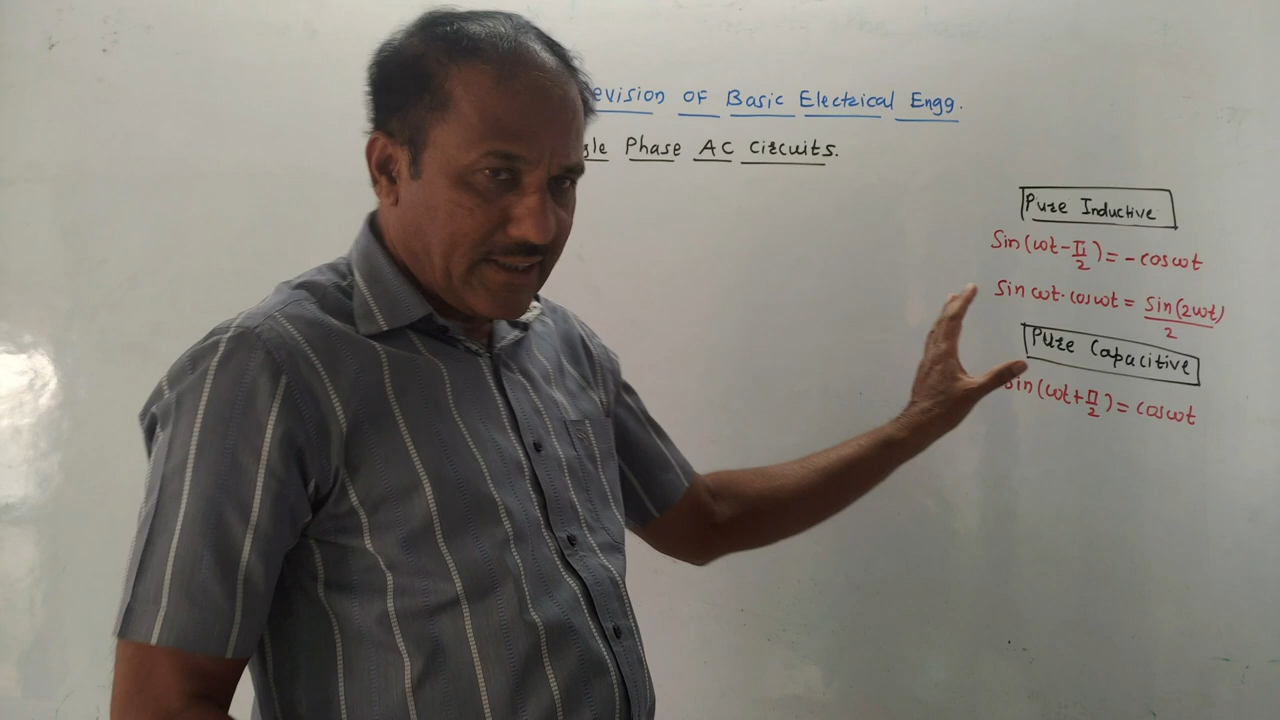 evision of Basic Electrical Engg.
gle Phase AC Circuits.
Pure Inductive
Sin(ωt-π/2) = -cosωt
Sin ωt·cosωt = sin(2ωt)/2
Pure Capacitive
Sin(ωt+π/2) = cosωt